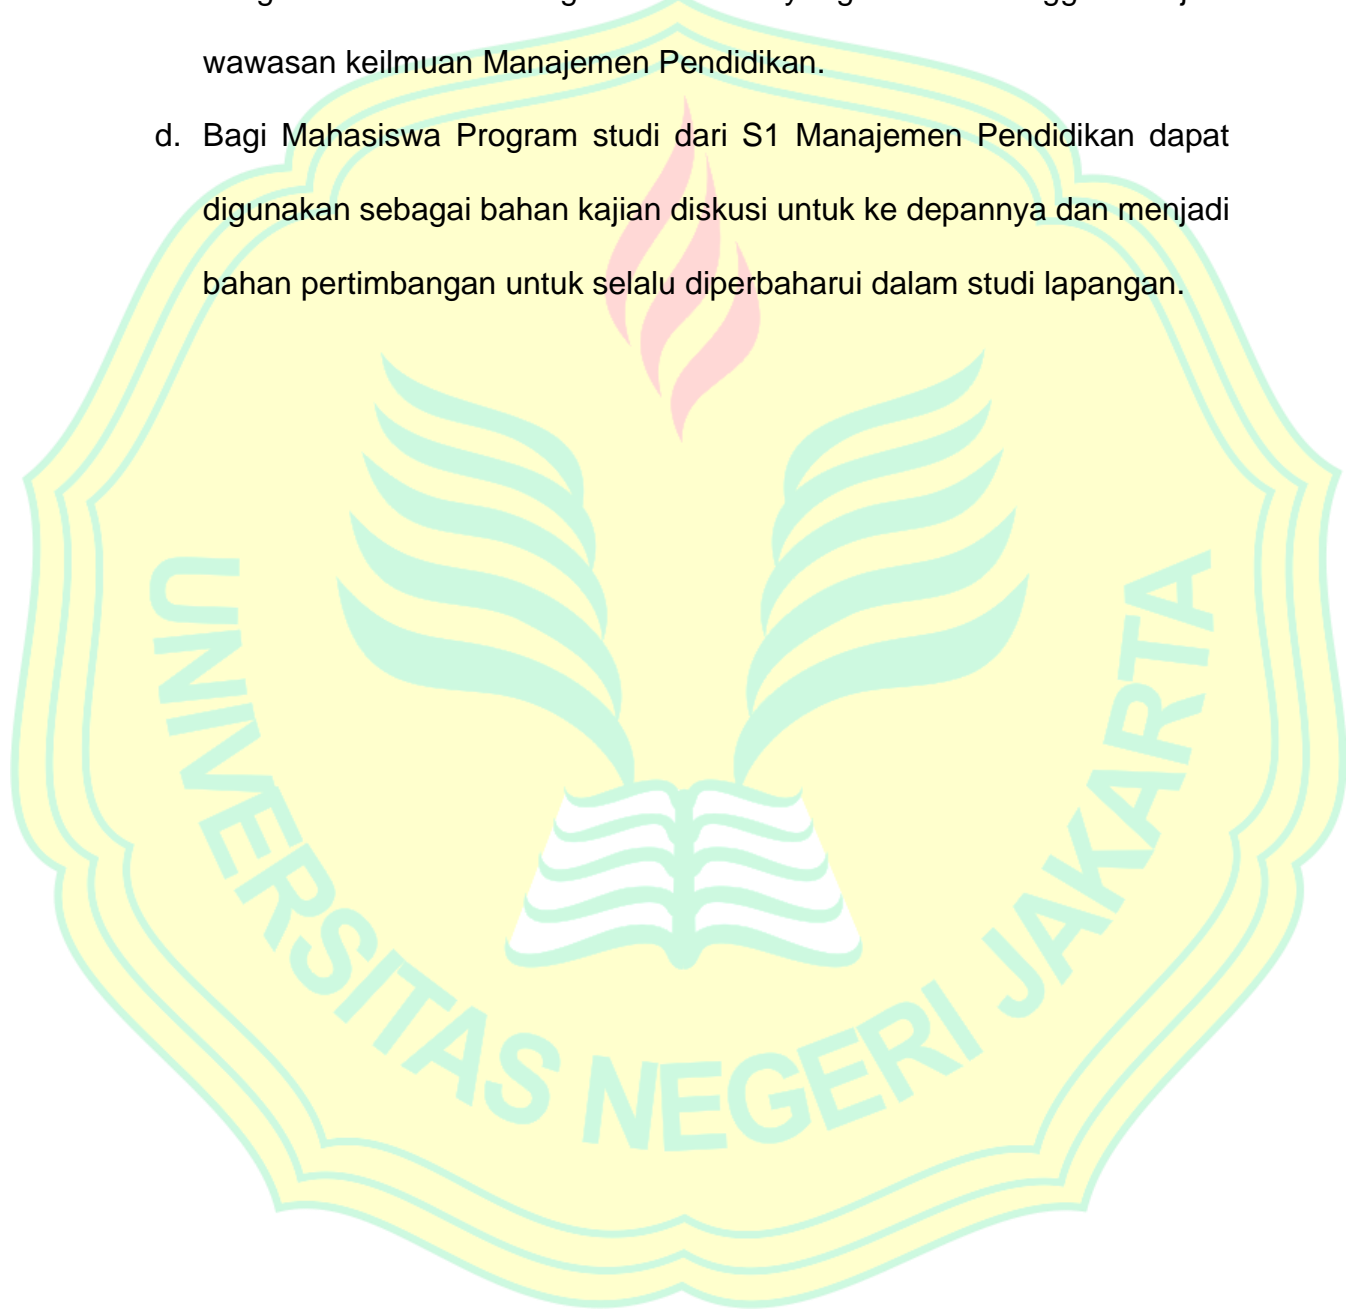 wawasan keilmuan Manajemen Pendidikan.
d. Bagi Mahasiswa Program studi dari S1 Manajemen Pendidikan dapat
digunakan sebagai bahan kajian diskusi untuk ke depannya dan menjadi
bahan pertimbangan untuk selalu diperbaharui dalam studi lapangan.
UNIVERSITAS NEGERI JAKARTA